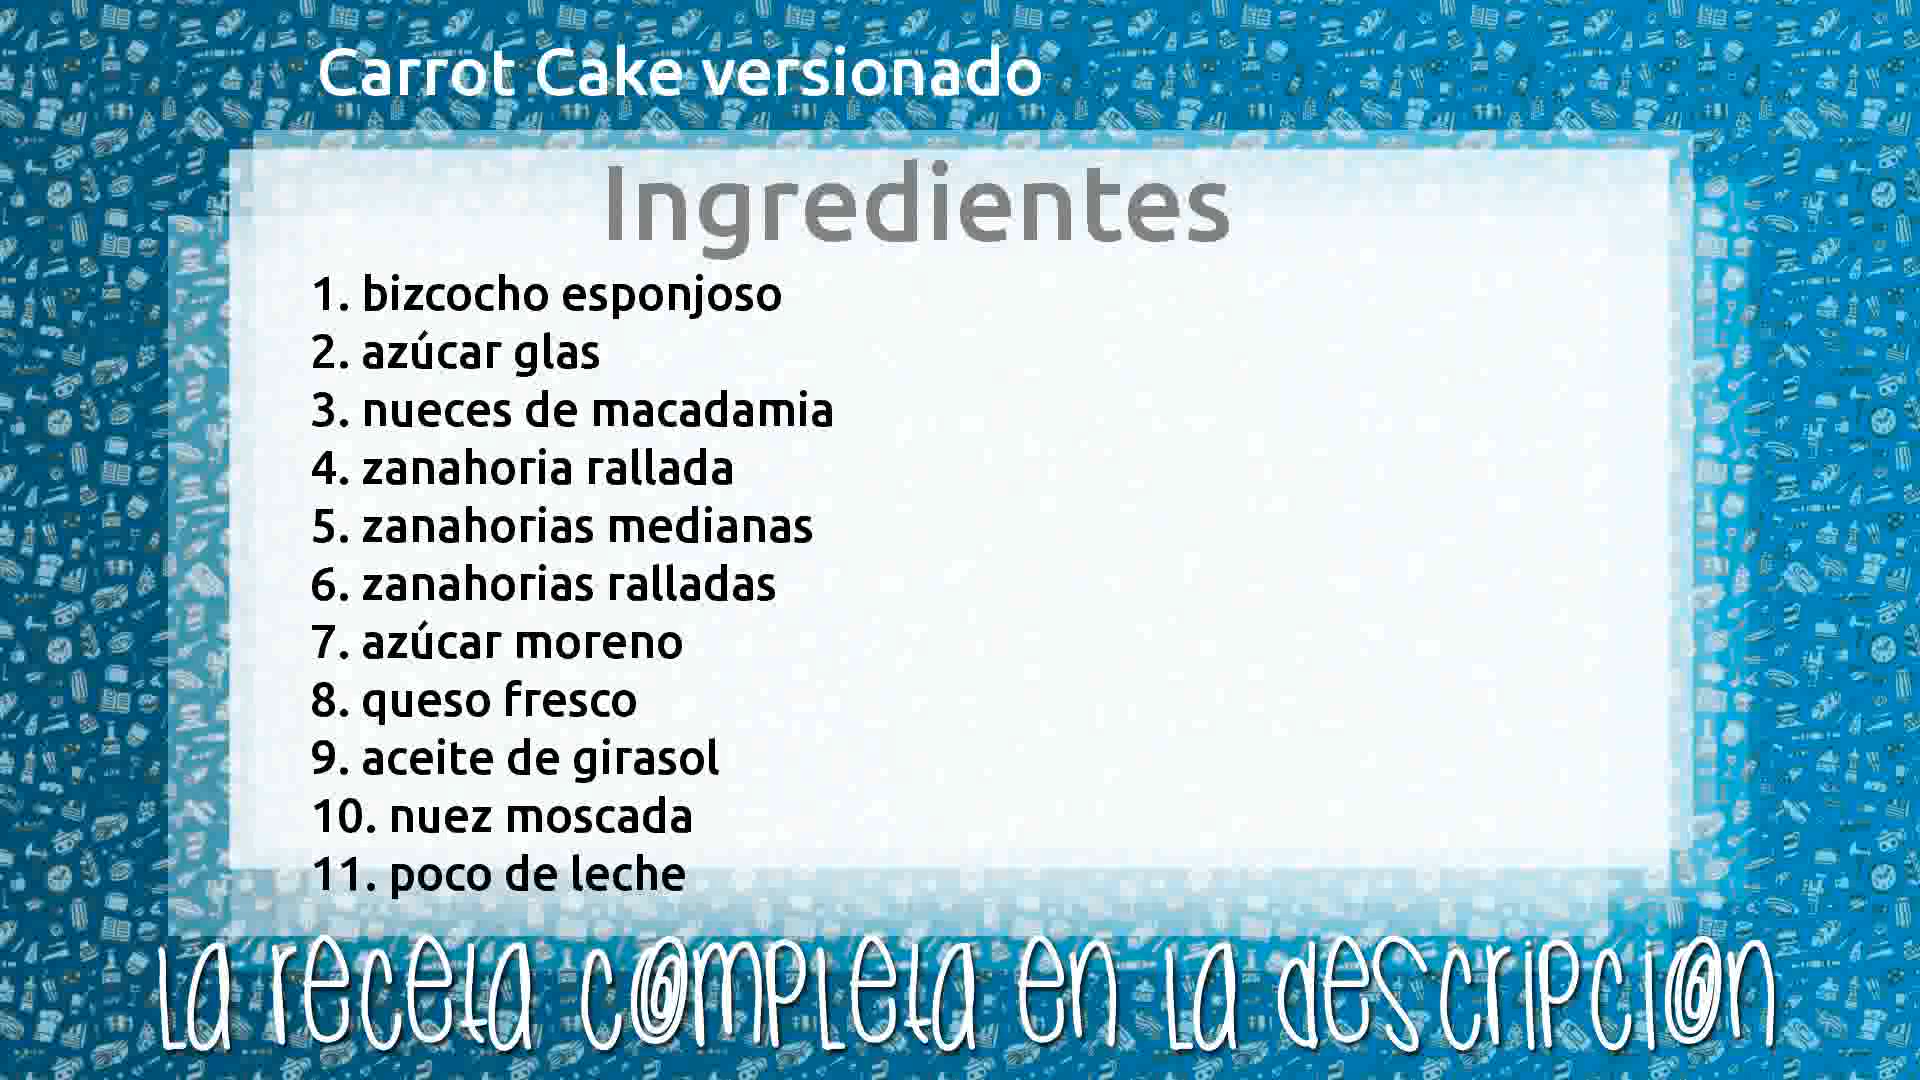 Carrot Cake versionado
Ingredientes
1. bizcocho esponjoso
2. azúcar glas
3. nueces de macadamia
4. zanahoria rallada
5. zanahorias medianas
6. zanahorias ralladas
7. azúcar moreno
8. queso fresco
9. aceite de girasol
10. nuez moscada
11. poco de leche
La receta c@mpleta en la descripci@n